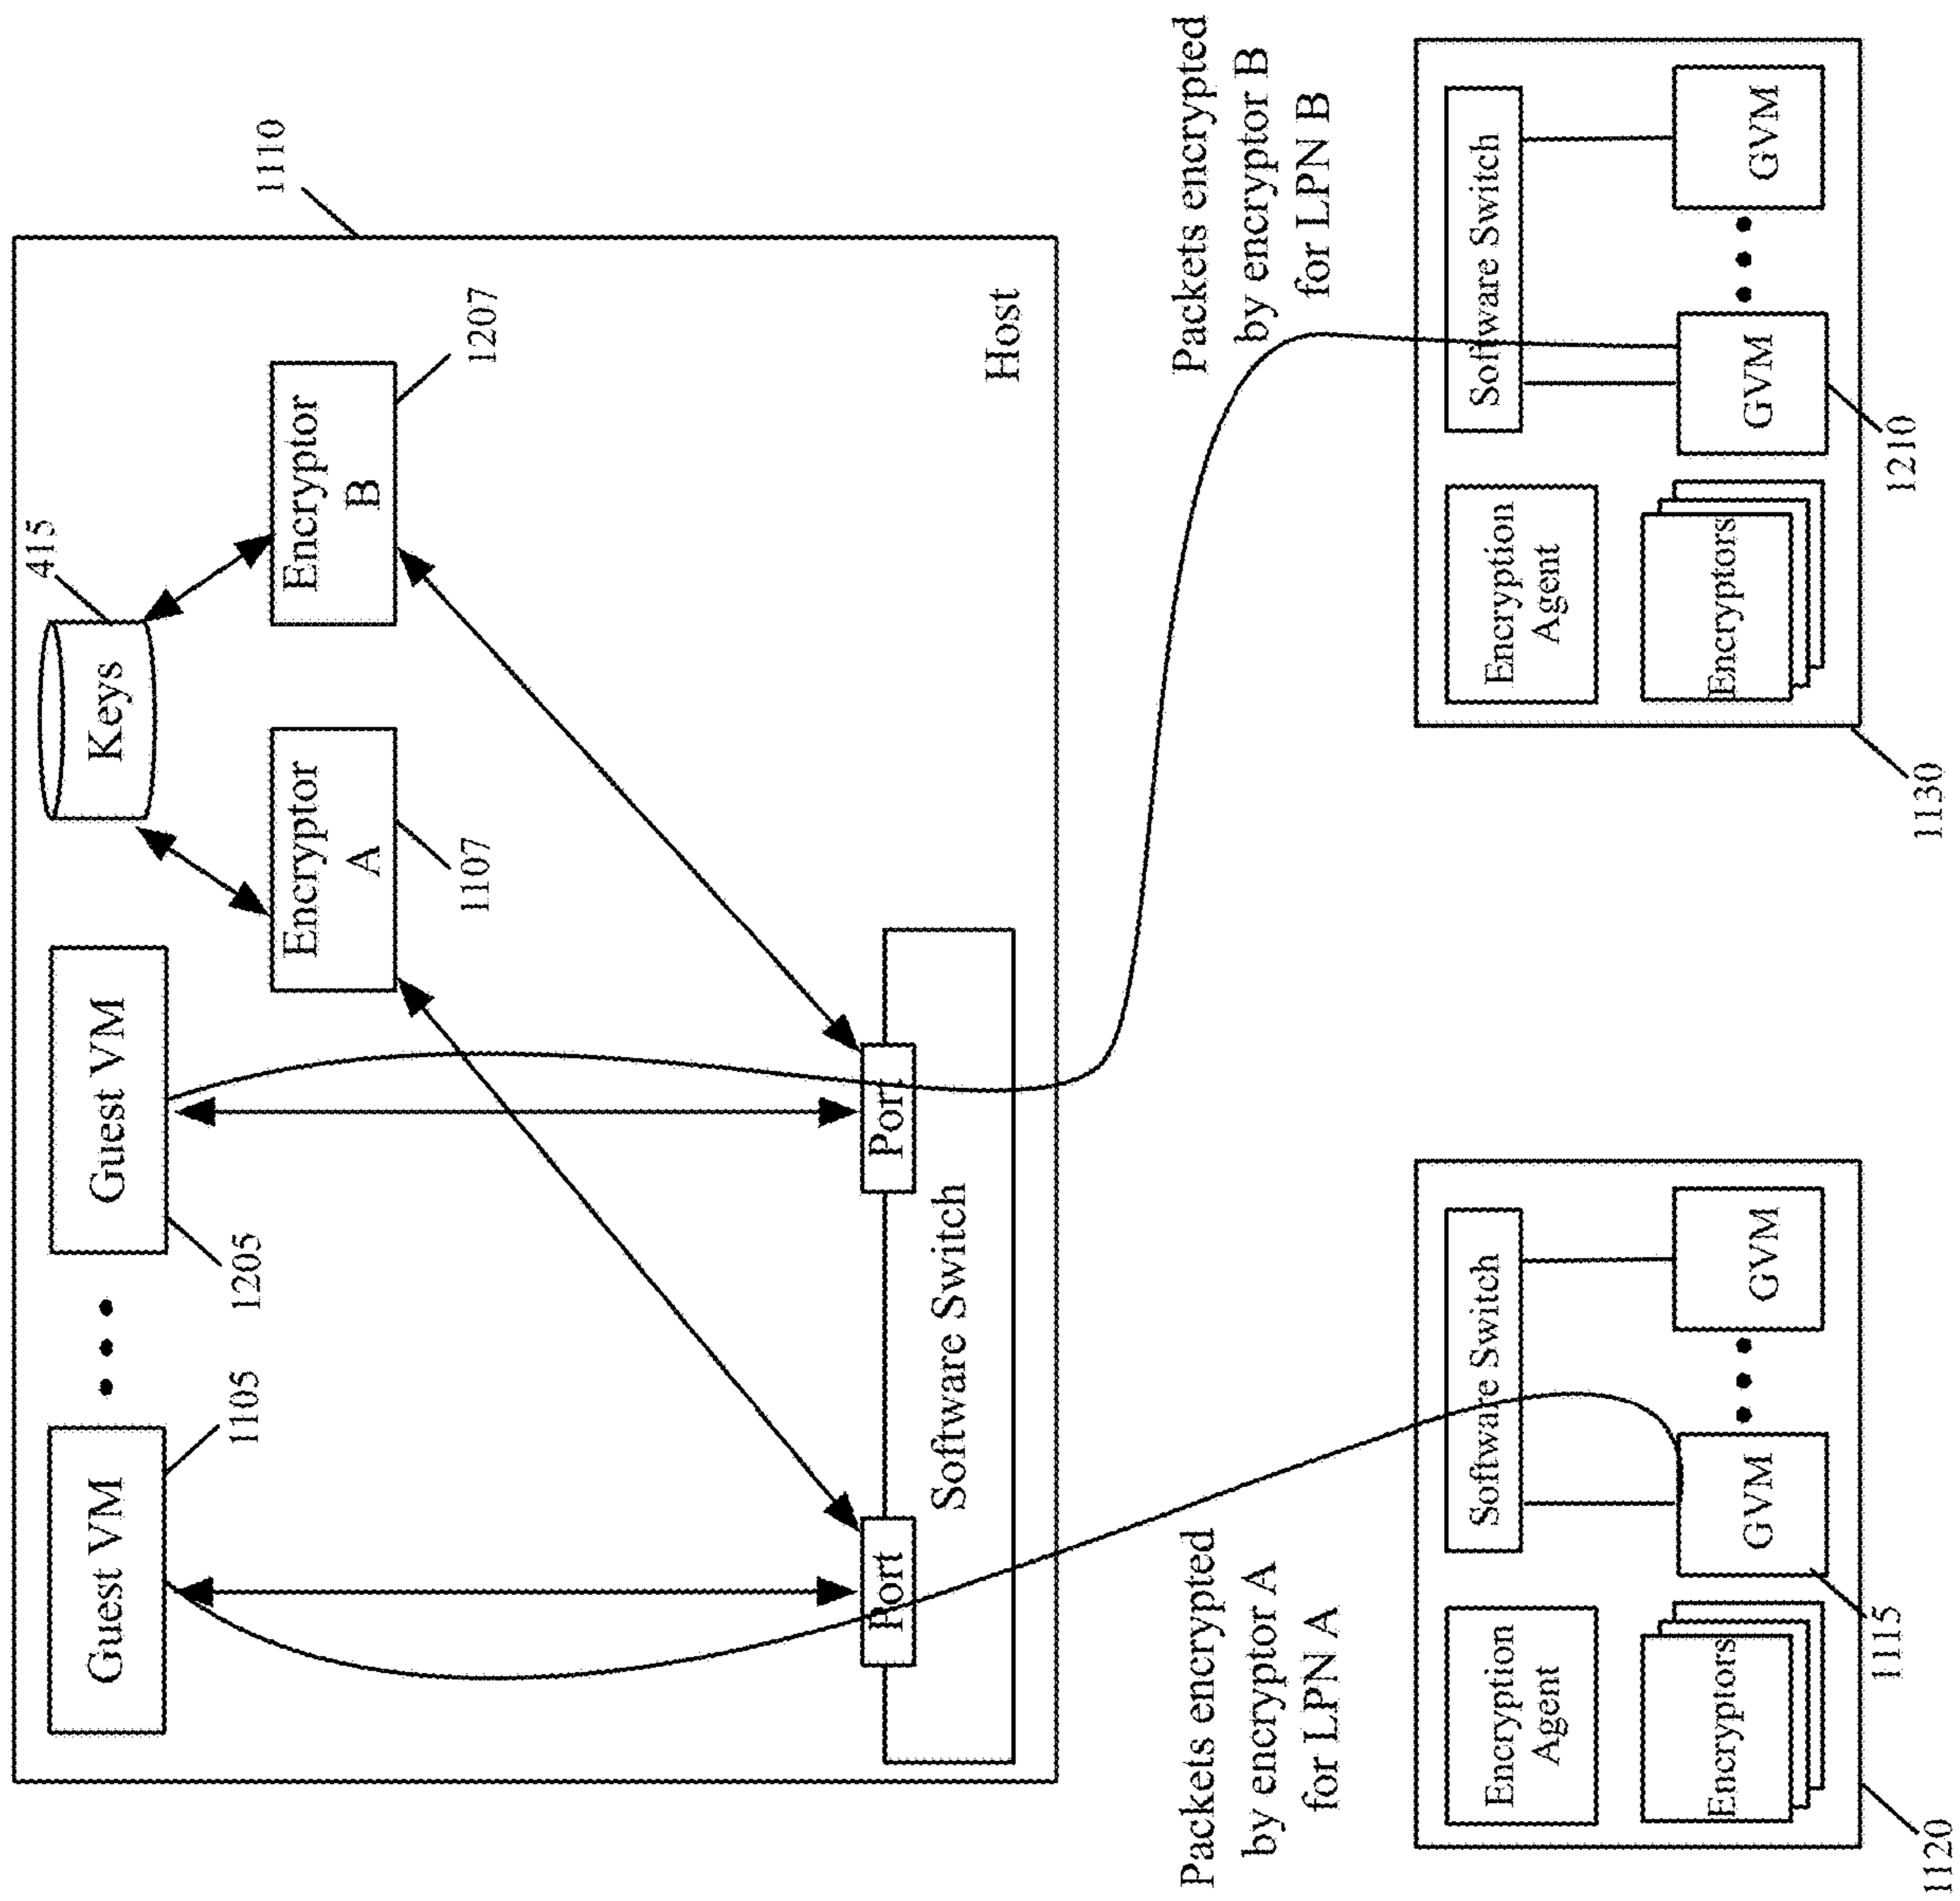 1110
415
Keys
Guest VM
Guest VM
1105
1205
Encryptor
A
Encryptor
B
1107
1207
Port
Port
Software Switch
Host
Packets encrypted
by encryptor A
for LPN A
Packets encrypted
by encryptor B
for LPN B
Encryption
Agent
Software Switch
Encryptors
GVM
GVM
1120
1115
Encryption
Agent
Software Switch
Encryptors
GVM
GVM
1130
1210